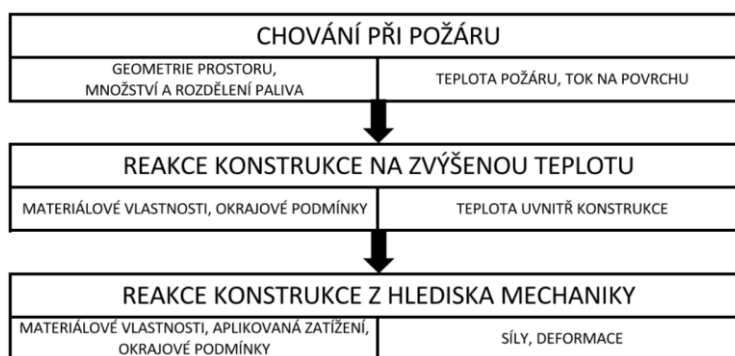 CHOVÁNÍ PŘI POŽÁRU
GEOMETRIE PROSTORU,
MNOŽSTVÍ A ROZDĚLENÍ PALIVA
TEPLOTA POŽÁRU, TOK NA POVRCHU
REAKCE KONSTRUKCE NA ZVÝŠENOU TEPLOTU
MATERIÁLOVÉ VLASTNOSTI, OKRAJOVÉ PODMÍNKY
TEPLOTA UVNITŘ KONSTRUKCE
REAKCE KONSTRUKCE Z HLEDISKA MECHANIKY
MATERIÁLOVÉ VLASTNOSTI, APLIKOVANÁ ZATÍŽENÍ,
OKRAJOVÉ PODMÍNKY
SÍLY, DEFORMACE